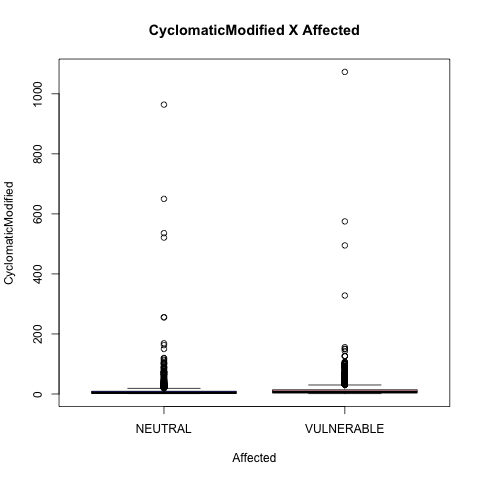 CyclomaticModified X Affected
CyclomaticModified
1000
800
600
400
200
0
NEUTRAL
VULNERABLE
Affected